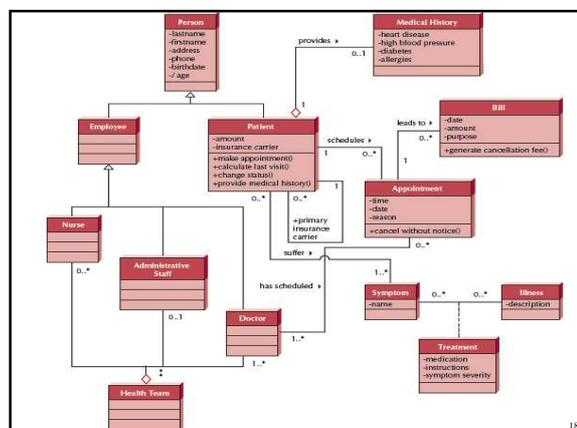 Person
-lastname
-firstname
-address
-phone
-birthdate
-/ age
Medical History
-heart disease
-high blood pressure
-diabetes
-allergies
provides
0..1
1
Employee
Patient
-amount
-insurance carrier
+make appointment()
+calculate last visit()
+change status()
+provide medical history()
schedules
1
0..*
leads to
0..*
1
Bill
-date
-amount
-purpose
+generate cancellation fee()
Appointment
-time
-date
-reason
+cancel without notice()
0..*
0..*
0..*
1
+primary
insurance
carrier
Nurse
0..*
Administrative
Staff
0..1
suffer
1..*
has scheduled
Doctor
1..*
1..*
Symptom
-name
0..*
0..*
Illness
-description
Treatment
-medication
-instructions
-symptom severity
Health Team
18